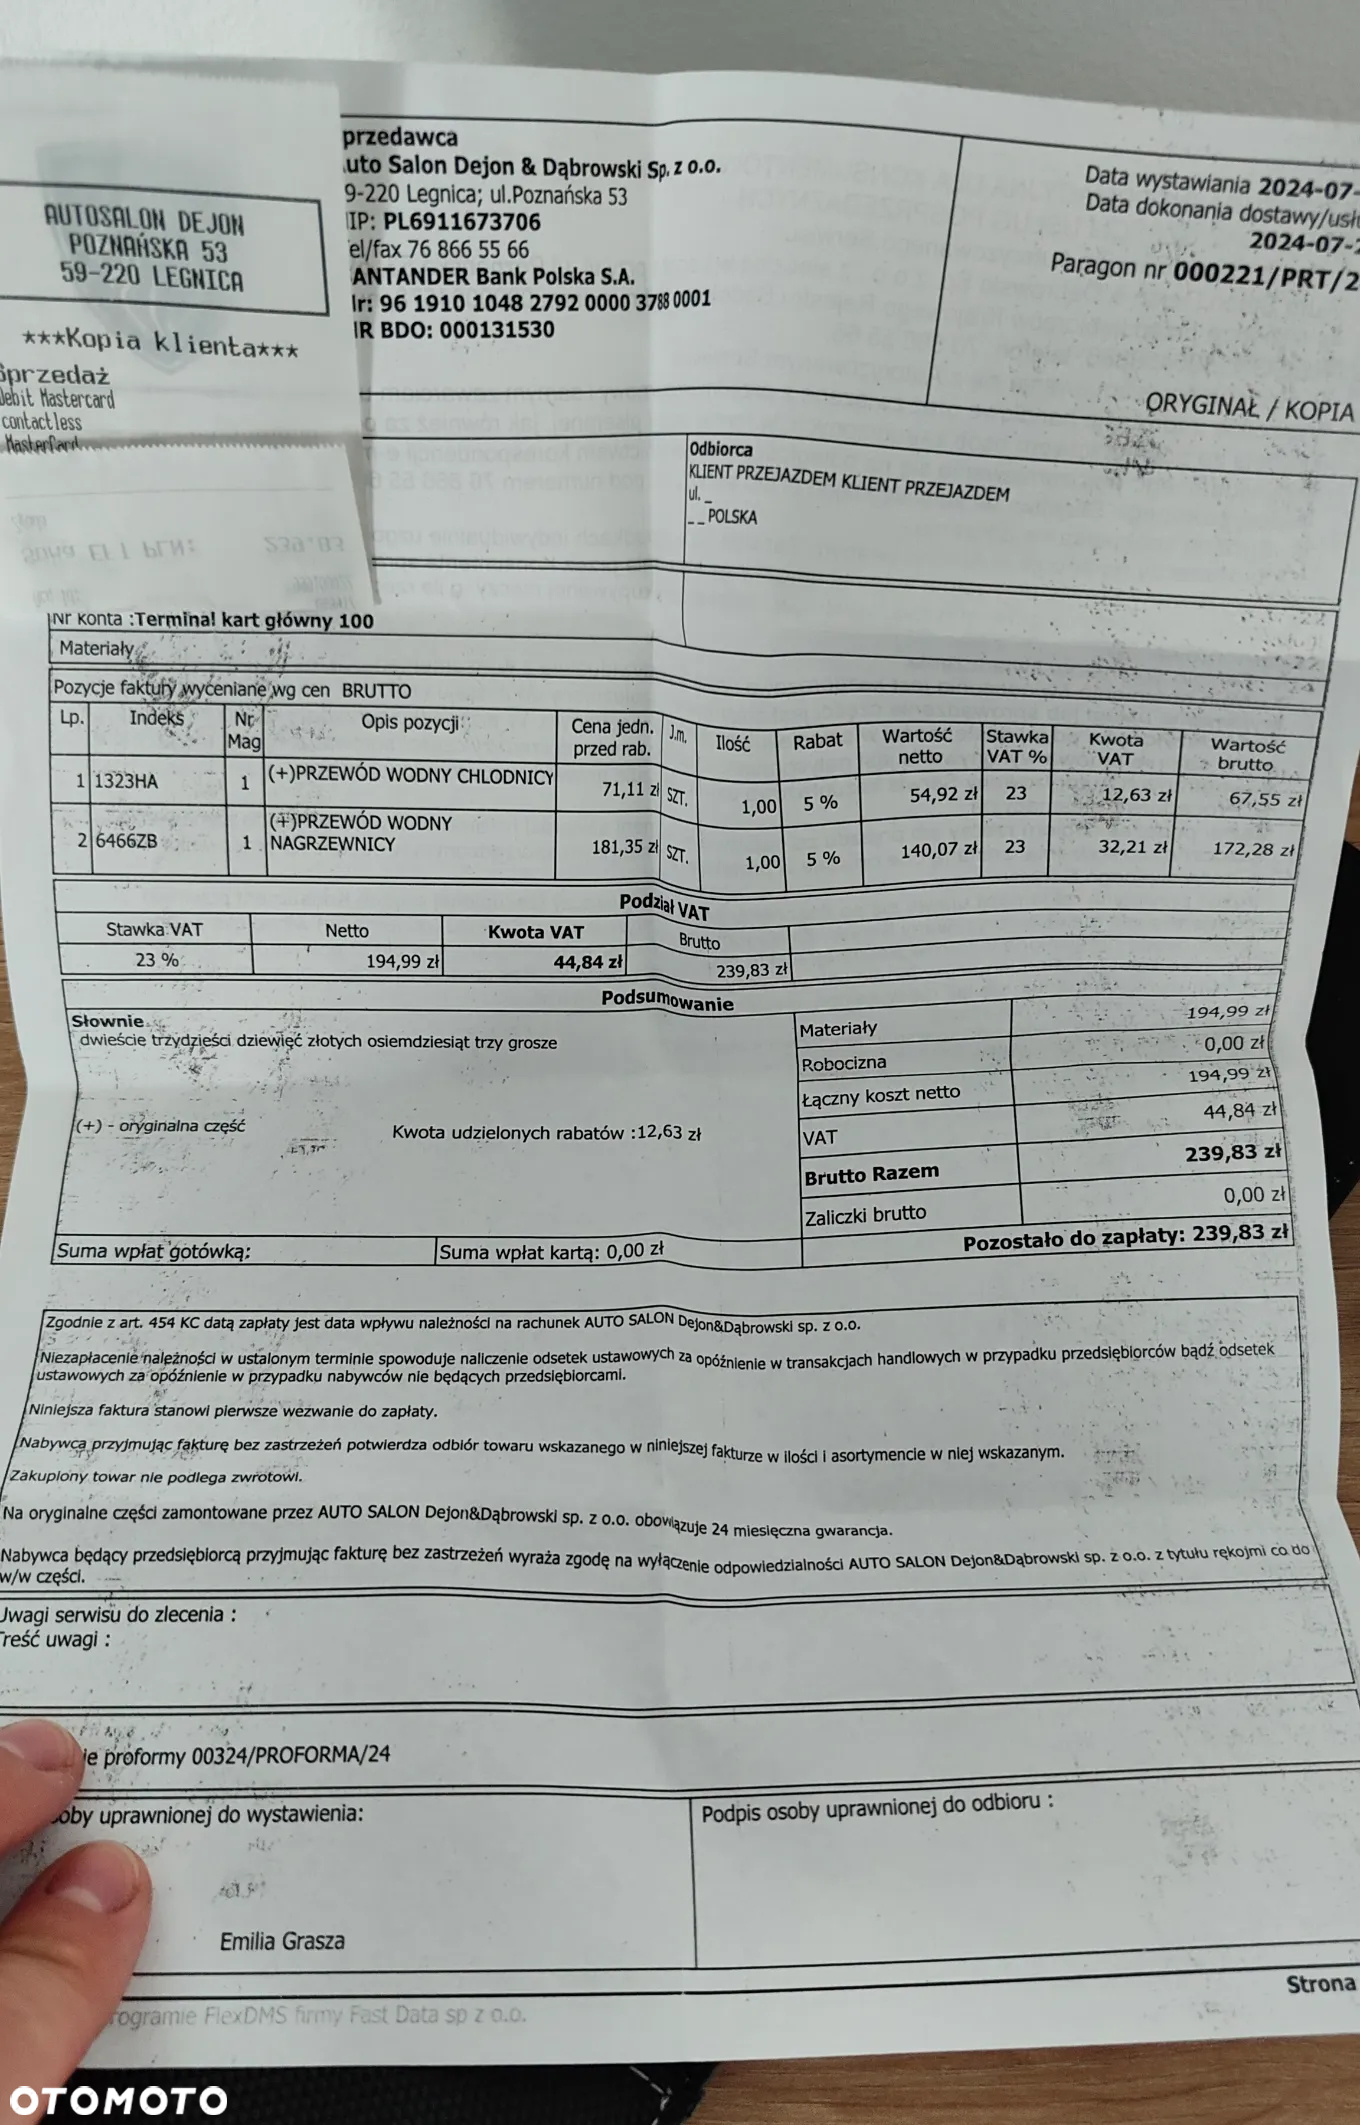 AUTOSALON DEJON
POZNAŃSKA 53
59-220 LEGNICA
***Kopia klienta***
Sprzedaż
Debit Mastercard
contactless
MasterCard
przedawca
uto Salon Dejon & Dąbrowski Sp. z o.o.
9-220 Legnica; ul.Poznańska 53
IP: PL6911673706
el/fax 76 866 55 66
ANTANDER Bank Polska S.A.
Nr: 96 1910 1048 2792 0000 3788 0001
R BDO: 000131530
Data wystawiania 2024-07-
Data dokonania dostawy/usłu
2024-07-
Paragon nr 000221/PRT/2
ORYGINAŁ / KOPIA
Odbiorca
KLIENT PRZEJAZDEM KLIENT PRZEJAZDEM
ul. _
_ _ POLSKA
Nr konta :Terminal kart główny 100
Materiały
Pozycje faktury wyceniane wg cen BRUTTO
Lp. Indeks Nr Mag Opis pozycji Cena jedn. przed rab. J.m. Ilość Rabat Wartość netto Stawka VAT % Kwota VAT Wartość brutto
1 1323HA 1 (+)PRZEWÓD WODNY CHLODNICY 71,11 zł SZT. 1,00 5 % 54,92 zł 23 12,63 zł 67,55 zł
2 6466ZB 1 (+)PRZEWÓD WODNY NAGRZEWNICY 181,35 zł SZT. 1,00 5 % 140,07 zł 23 32,21 zł 172,28 zł
Podział VAT
Stawka VAT Netto Kwota VAT Brutto
23 % 194,99 zł 44,84 zł 239,83 zł
Podsumowanie
Słownie
dwieście trzydzieści dziewięć złotych osiemdziesiąt trzy grosze
Materiały 194,99 zł
Robocizna 0,00 zł
Łączny koszt netto 194,99 zł
(+) - oryginalna część Kwota udzielonych rabatów :12,63 zł
VAT 44,84 zł
Brutto Razem 239,83 zł
Zaliczki brutto 0,00 zł
Suma wpłat gotówką: Suma wpłat kartą: 0,00 zł Pozostało do zapłaty: 239,83 zł
Zgodnie z art. 454 KC datą zapłaty jest data wpływu należności na rachunek AUTO SALON Dejon&Dąbrowski sp. z o.o.
Niezapłacenie należności w ustalonym terminie spowoduje naliczenie odsetek ustawowych za opóźnienie w transakcjach handlowych w przypadku przedsiębiorców bądź odsetek
ustawowych za opóźnienie w przypadku nabywców nie będących przedsiębiorcami.
Niniejsza faktura stanowi pierwsze wezwanie do zapłaty.
Nabywca przyjmując fakturę bez zastrzeżeń potwierdza odbiór towaru wskazanego w niniejszej fakturze w ilości i asortymencie w niej wskazanym.
Zakupiony towar nie podlega zwrotowi.
Na oryginalne części zamontowane przez AUTO SALON Dejon&Dąbrowski sp. z o.o. obowiązuje 24 miesięczna gwarancja.
Nabywca będący przedsiębiorcą przyjmując fakturę bez zastrzeżeń wyraża zgodę na wyłączenie odpowiedzialności AUTO SALON Dejon&Dąbrowski sp. z o.o. z tytułu rękojmi co do
w/w części.
Uwagi serwisu do zlecenia :
Treść uwagi :
ie proformy 00324/PROFORMA/24
oby uprawnionej do wystawienia:
Podpis osoby uprawnionej do odbioru :
Emilia Grasza
Strona
rogramie FlexDMS firmy Fast Data sp z o.o.
OTOMOTO